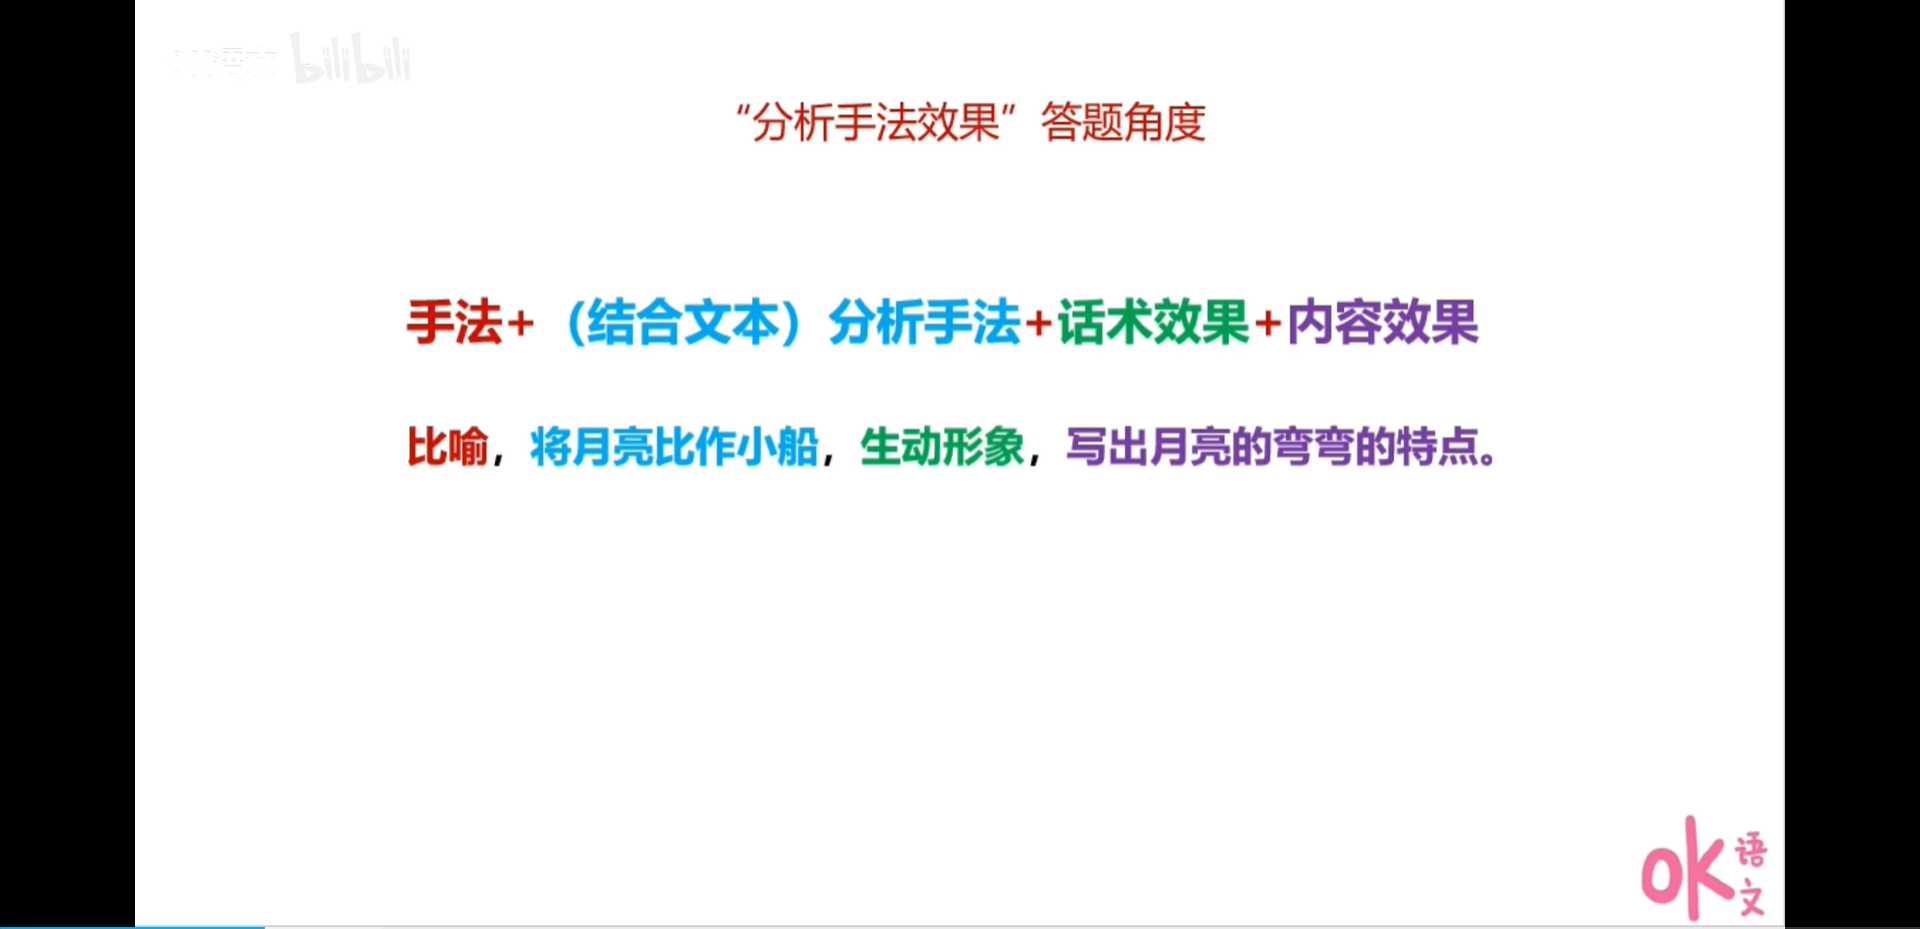 bilibili
“分析手法效果”答题角度
手法+（结合文本）分析手法+话术效果+内容效果
比喻，将月亮比作小船，生动形象，写出月亮的弯弯的特点。
ok语文